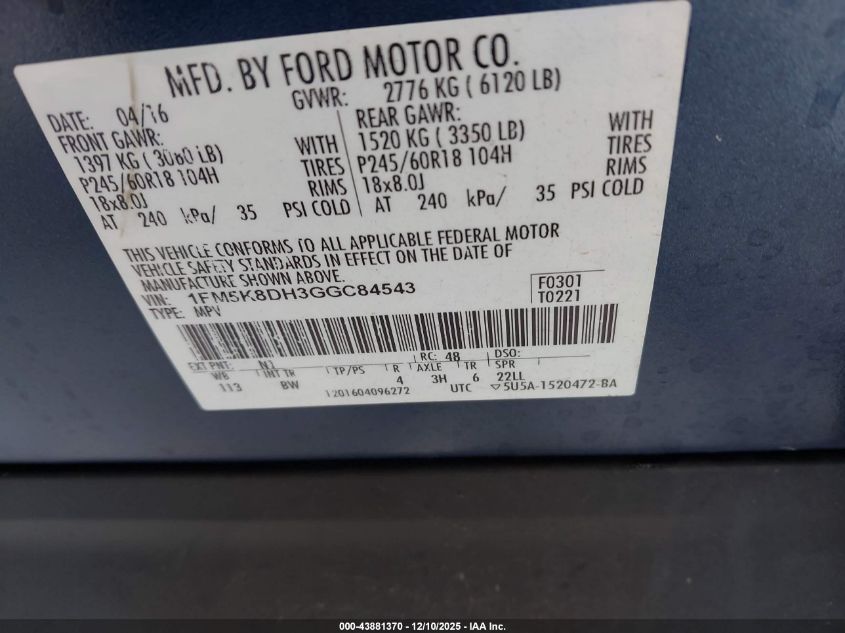 MFD. BY FORD MOTOR CO.
DATE: 04/16
GVWR: 2776 KG ( 6120 LB)
FRONT GAWR:
1397 KG ( 3080 LB) WITH
P245/60R18 104H TIRES
18x8.0J RIMS
AT 240 kPa/ 35 PSI COLD
REAR GAWR:
1520 KG ( 3350 LB) WITH
P245/60R18 104H TIRES
18x8.0J RIMS
AT 240 kPa/ 35 PSI COLD
THIS VEHICLE CONFORMS TO ALL APPLICABLE FEDERAL MOTOR
VEHICLE SAFETY STANDARDS IN EFFECT ON THE DATE OF
MANUFACTURE SHOWN ABOVE.
VIN: 1FM5K8DH3GGC84543
TYPE: MPV
F0301
T0221
EXT PNT: N1 RC: 48 DSO:
WB INT TR TP/PS R AXLE TR SPR
113 BW 4 3H 6 22LL
1201604096272 UTC ▽5U5A-1520472-BA
000-43881370 - 12/10/2025 - IAA Inc.